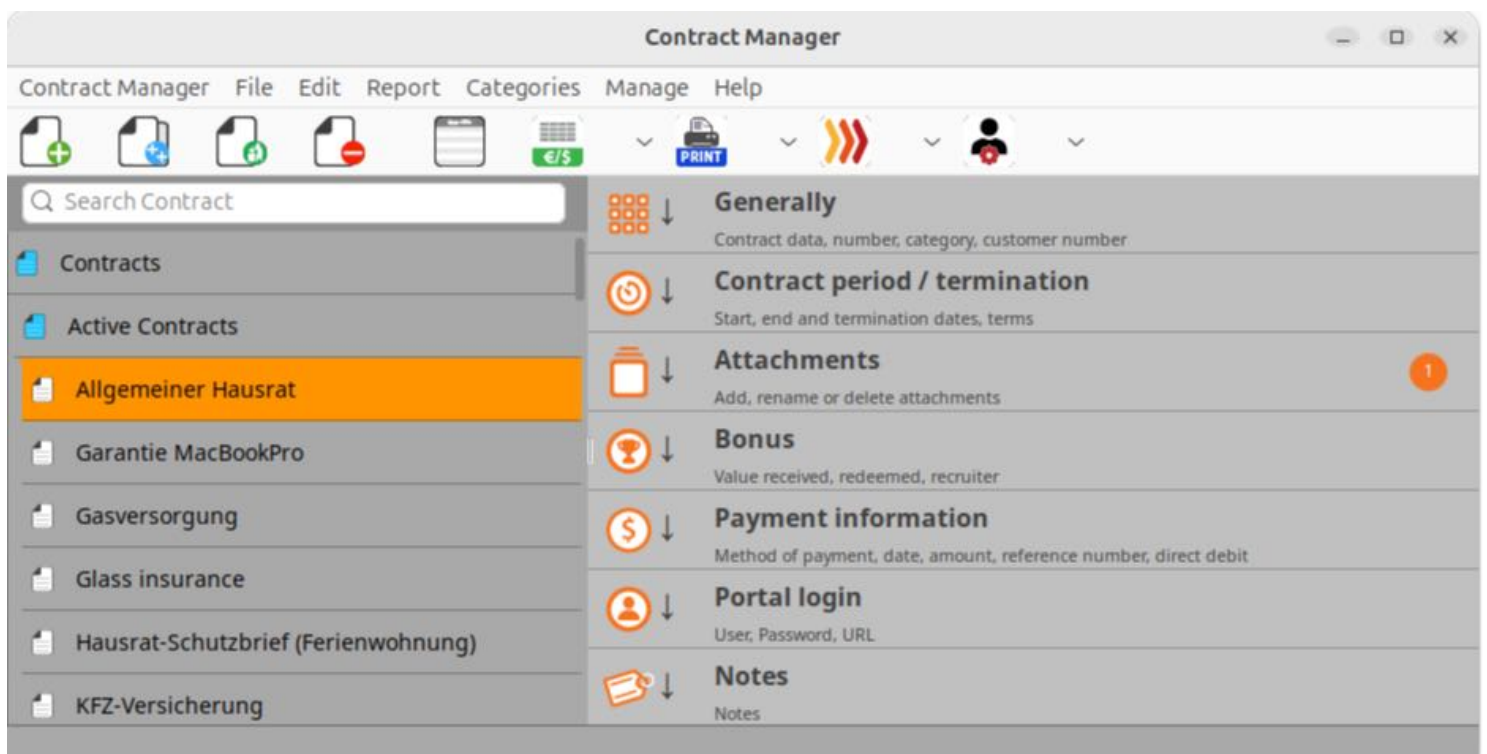 Contract Manager
Contract Manager File Edit Report Categories Manage Help
€/$ PRINT
Search Contract
Contracts
Active Contracts
Allgemeiner Hausrat
Garantie MacBookPro
Gasversorgung
Glass insurance
Hausrat-Schutzbrief (Ferienwohnung)
KFZ-Versicherung
Generally
Contract data, number, category, customer number
Contract period / termination
Start, end and termination dates, terms
Attachments
1
Add, rename or delete attachments
Bonus
Value received, redeemed, recruiter
$
Payment information
Method of payment, date, amount, reference number, direct debit
Portal login
User, Password, URL
Notes
Notes